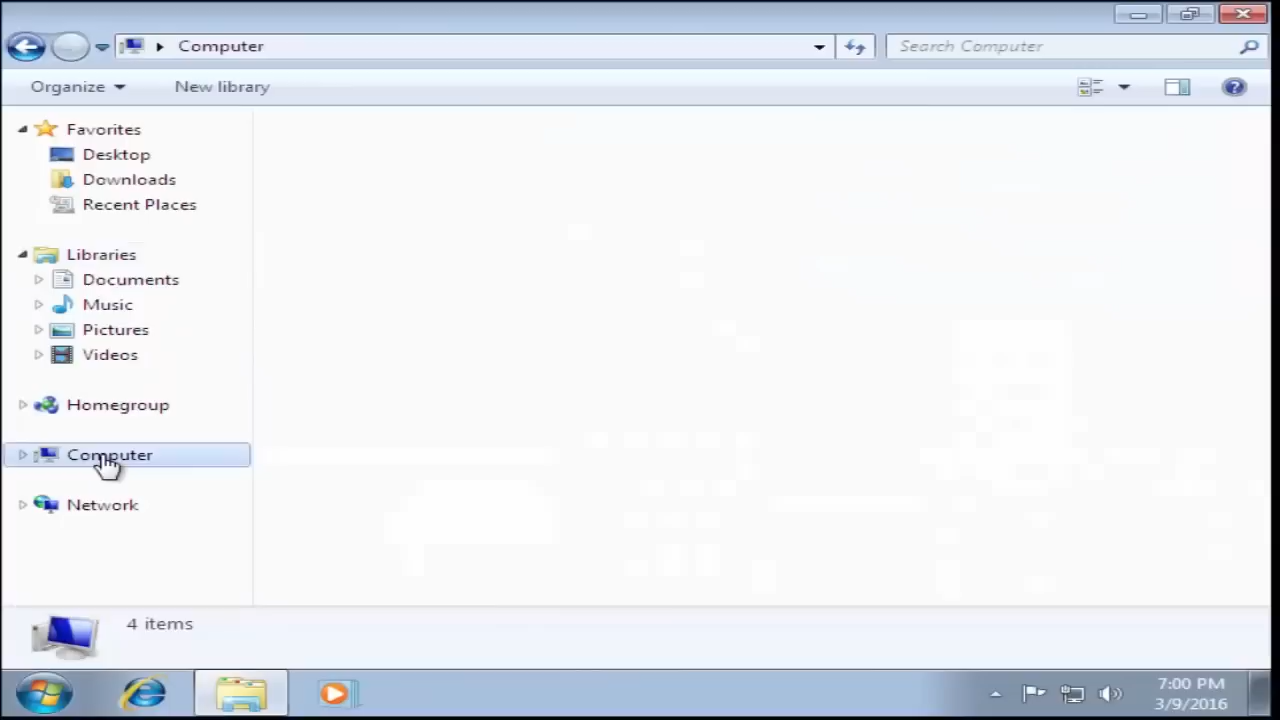 Computer
Search Computer
Organize
New library
Favorites
Desktop
Downloads
Recent Places
Libraries
Documents
Music
Pictures
Videos
Homegroup
Computer
Network
4 items
7:00 PM
3/9/2016